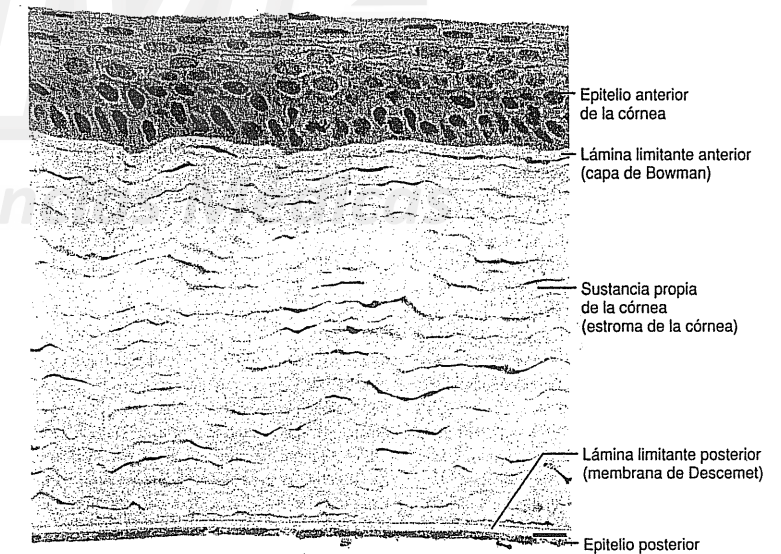 Epitelio anterior
de la córnea
Lámina limitante anterior
(capa de Bowman)
Sustancia propia
de la córnea
(estroma de la córnea)
Lámina limitante posterior
(membrana de Descemet)
Epitelio posterior